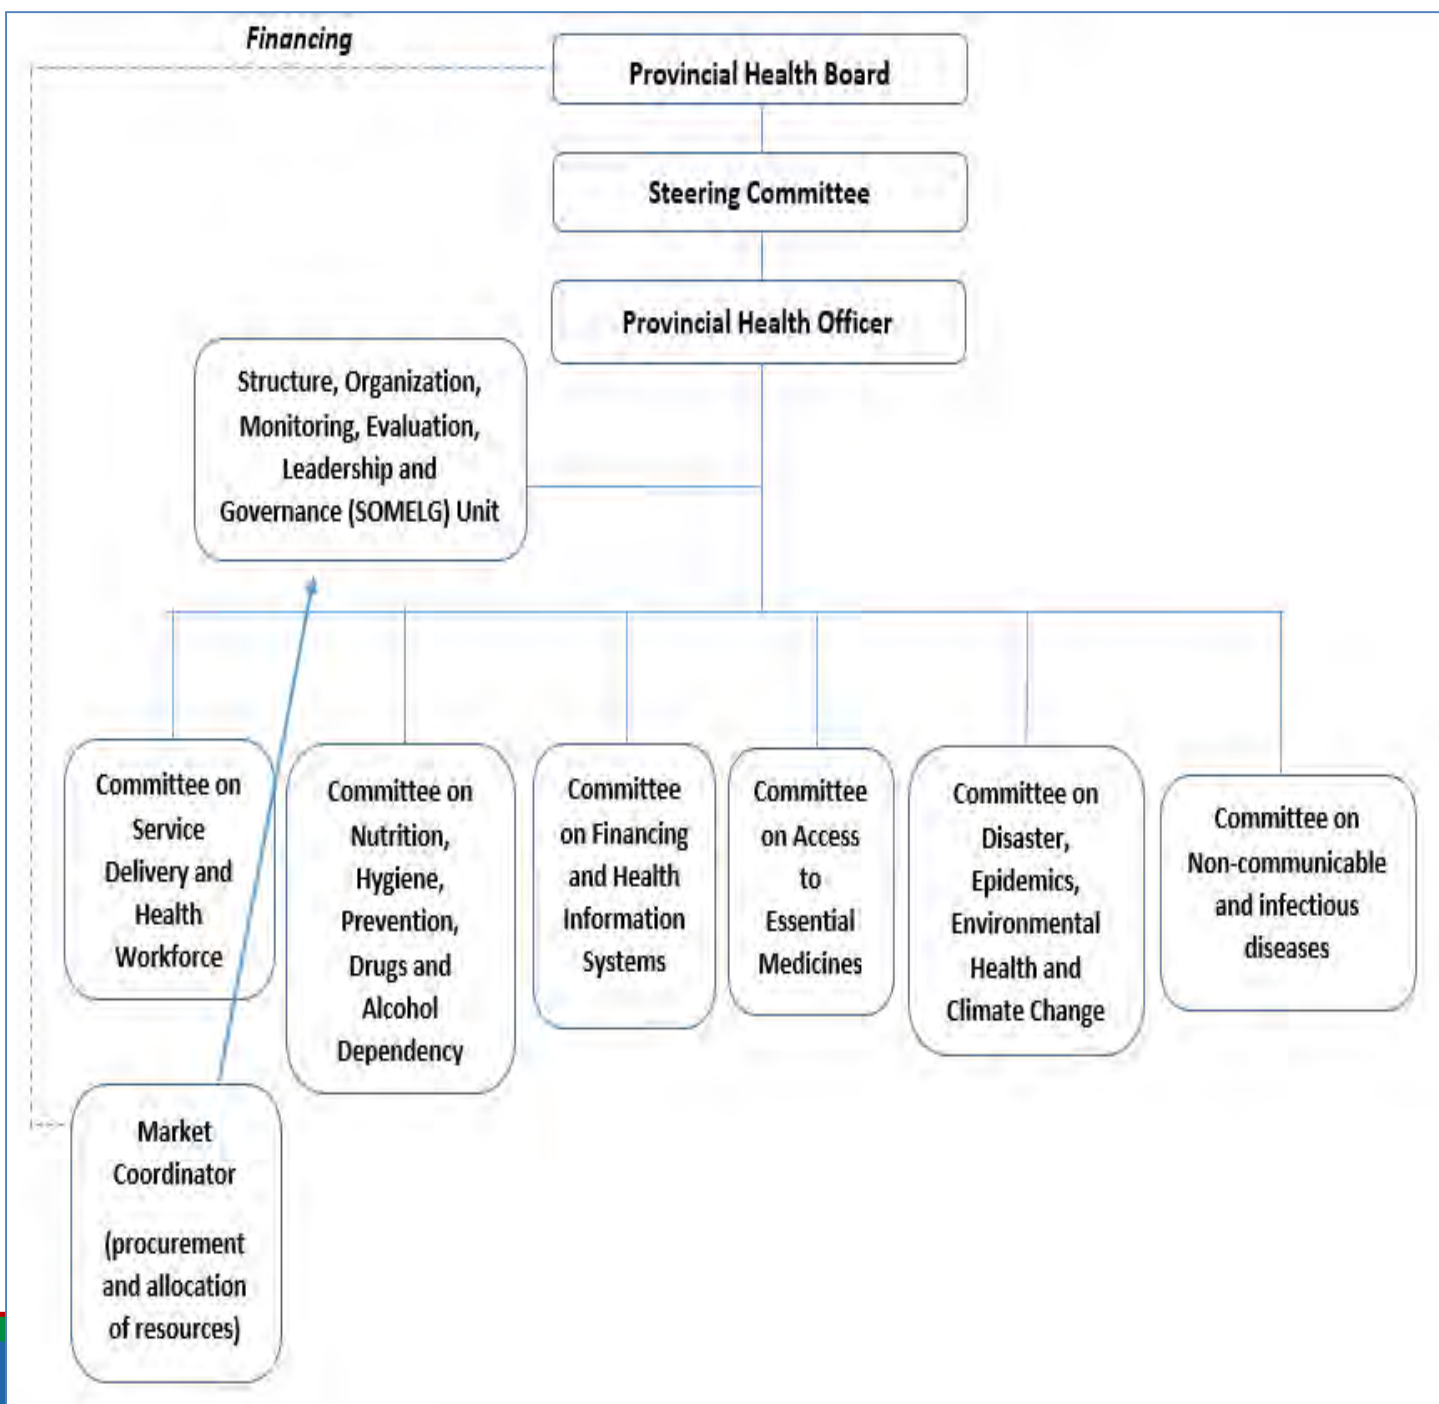 Financing
Provincial Health Board
Steering Committee
Provincial Health Officer
Structure, Organization,
Monitoring, Evaluation,
Leadership and
Governance (SOMELG) Unit
Committee on
Service
Delivery and
Health
Workforce
Committee on
Nutrition,
Hygiene,
Prevention,
Drugs and
Alcohol
Dependency
Committee
on Financing
and Health
Information
Systems
Committee
on Access
to
Essential
Medicines
Committee on
Disaster,
Epidemics,
Environmental
Health and
Climate Change
Committee on
Non-communicable
and infectious
diseases
Market
Coordinator
(procurement
and allocation
of resources)